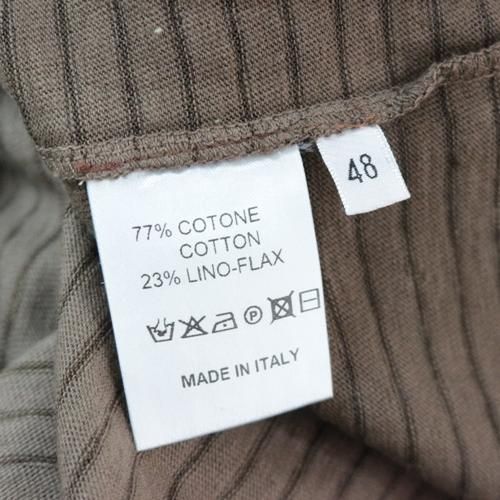 48
77% COTONE
COTTON
23% LINO-FLAX
P
MADE IN ITALY